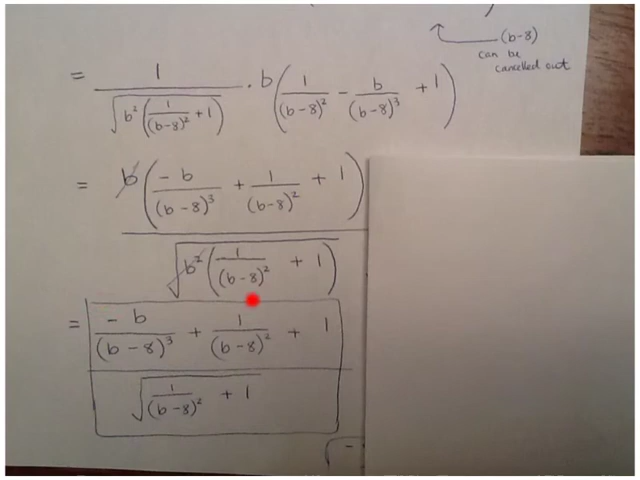 (b-8)
can be
cancelled out
= 1 / √(b²(1/(b-8)² + 1)) · b(1/(b-8)² - b/(b-8)³ + 1)
= b(-b/(b-8)³ + 1/(b-8)² + 1) / √(b²(1/(b-8)² + 1))
= (-b/(b-8)³ + 1/(b-8)² + 1) / √(1/(b-8)² + 1)